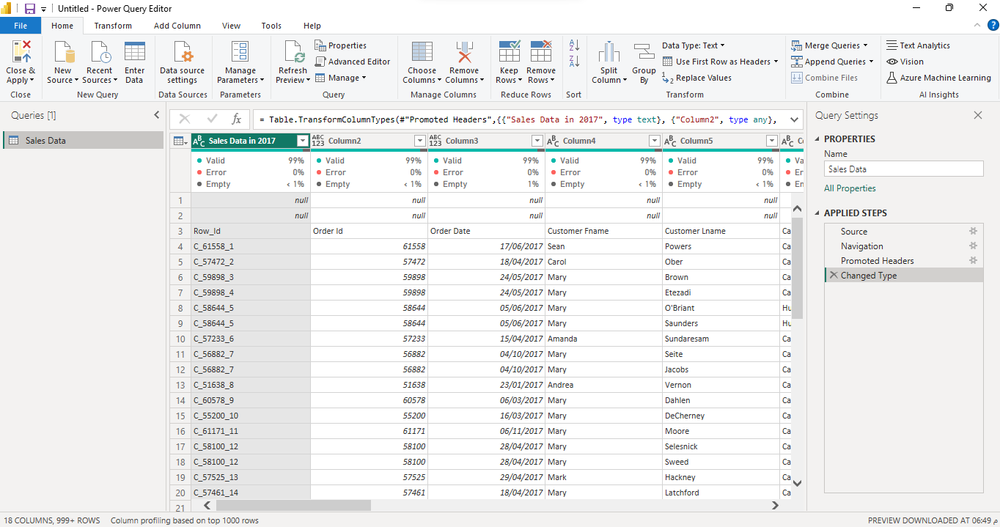 Untitled - Power Query Editor
File Home Transform Add Column View Tools Help
Close & Apply
Close
New Source
Recent Sources
Enter Data
New Query
Data source settings
Data Sources
Manage Parameters
Parameters
Refresh Preview
Properties
Advanced Editor
Manage
Query
Choose Columns
Remove Columns
Manage Columns
Keep Rows
Remove Rows
Reduce Rows
Sort
Split Column
Group By
Data Type: Text
Use First Row as Headers
Replace Values
Transform
Merge Queries
Append Queries
Combine Files
Combine
Text Analytics
Vision
Azure Machine Learning
AI Insights
Queries [1]
Sales Data
fx = Table.TransformColumnTypes(#"Promoted Headers",{{"Sales Data in 2017", type text}, {"Column2", type any},
ABC Sales Data in 2017 ABC 123 Column2 ABC 123 Column3 ABC Column4 ABC Column5 ABC
Valid 99% Valid 99% Valid 99% Valid 99% Valid 99% Va
Error 0% Error 0% Error 0% Error 0% Error 0% Er
Empty < 1% Empty < 1% Empty 1% Empty < 1% Empty < 1% En
1 null null null null null
2 null null null null null
3 Row_Id Order Id Order Date Customer Fname Customer Lname Ca
4 C_61558_1 61558 17/06/2017 Sean Powers Ca
5 C_57472_2 57472 18/04/2017 Carol Ober Ca
6 C_59898_3 59898 24/05/2017 Mary Brown Ca
7 C_59898_4 59898 24/05/2017 Mary Etezadi Ca
8 C_58644_5 58644 05/06/2017 Mary O'Briant Hu
9 C_58644_5 58644 05/06/2017 Mary Saunders Hu
10 C_57233_6 57233 15/04/2017 Amanda Sundaresam Ca
11 C_56882_7 56882 04/10/2017 Mary Seite Ca
12 C_56882_7 56882 04/10/2017 Mary Jacobs Ca
13 C_51638_8 51638 23/01/2017 Andrea Vernon Ca
14 C_60578_9 60578 06/03/2017 Mary Dahlen Ca
15 C_55200_10 55200 16/03/2017 Mary DeCherney Ca
16 C_61171_11 61171 06/11/2017 Mary Moore Ca
17 C_58100_12 58100 28/04/2017 Mary Selesnick Ca
18 C_58100_12 58100 28/04/2017 Mary Sweed Ca
19 C_57525_13 57525 29/04/2017 Mark Hackney Ca
20 C_57461_14 57461 18/04/2017 Mary Latchford Ca
21
Query Settings
PROPERTIES
Name
Sales Data
All Properties
APPLIED STEPS
Source
Navigation
Promoted Headers
Changed Type
18 COLUMNS, 999+ ROWS Column profiling based on top 1000 rows
PREVIEW DOWNLOADED AT 06:49 م